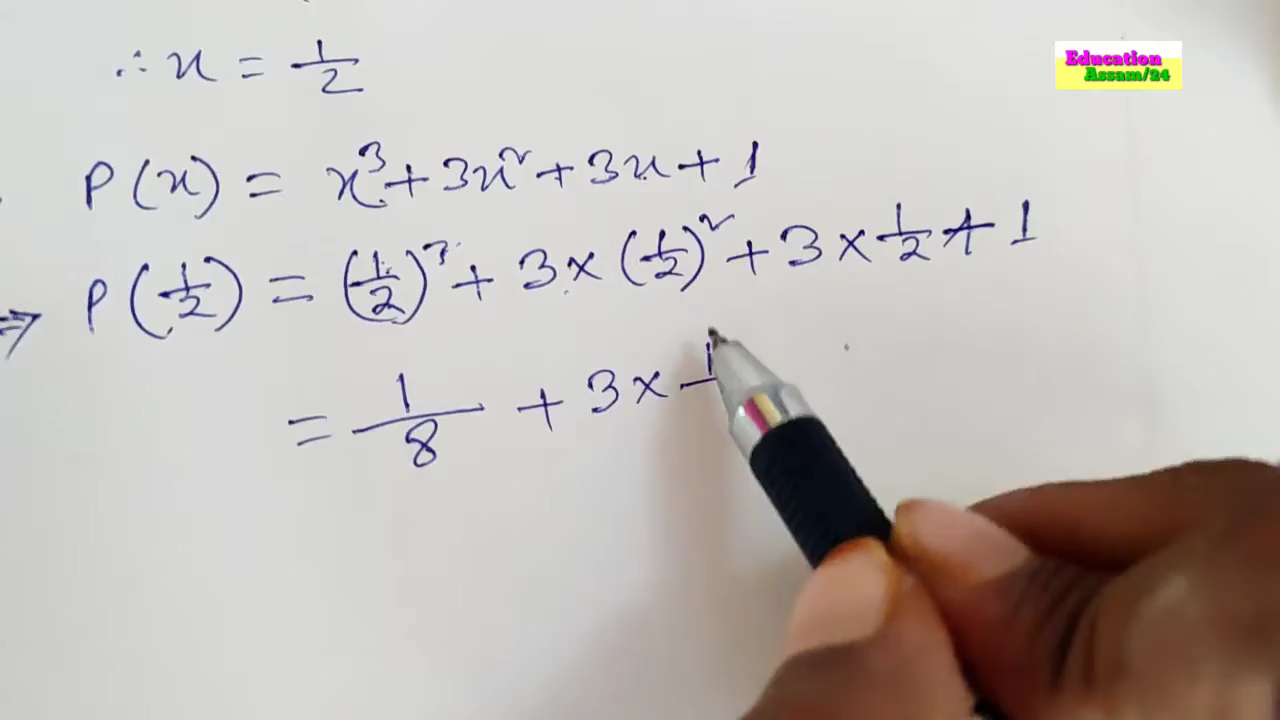 ∴ x = 1/2
Education
Assam/24
P(x) = x³ + 3x² + 3x + 1
⇒ P(1/2) = (1/2)³ + 3 × (1/2)² + 3 × 1/2 + 1
= 1/8 + 3 × 1